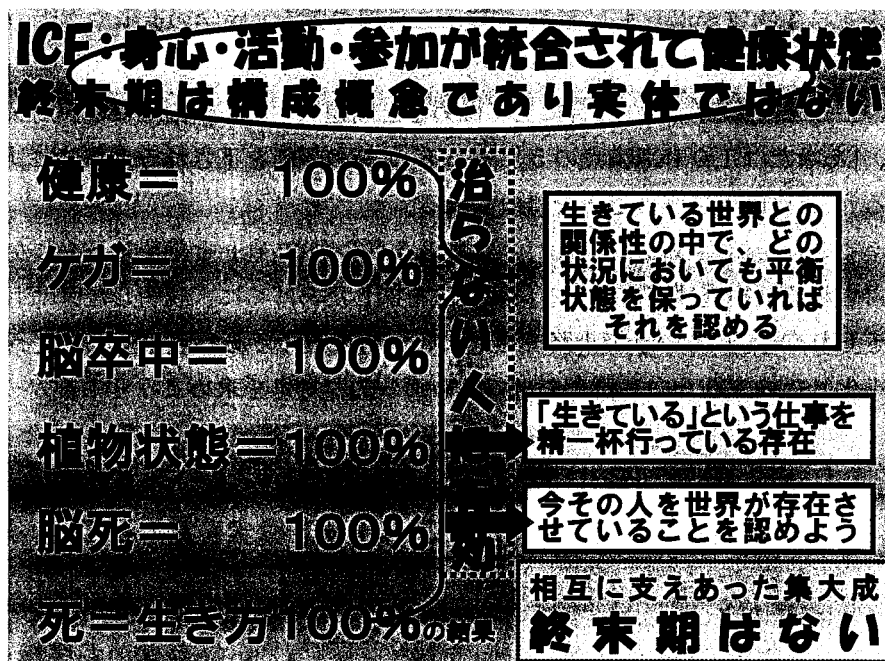 ICF：身心・活動・参加が統合されて健康状態
終末期は構成概念であり実体ではない
健康＝　100%
ケガ＝　100%
脳卒中＝　100%
植物状態＝100%
脳死＝　100%
死＝生き方100%の結果
治らない人
生きている世界との
関係性の中で、どの
状況においても平衡
状態を保っていれば
それを認める
「生きている」という仕事を
精一杯行っている存在
今その人を世界が存在さ
せていることを認めよう
相互に支えあった集大成
終末期はない